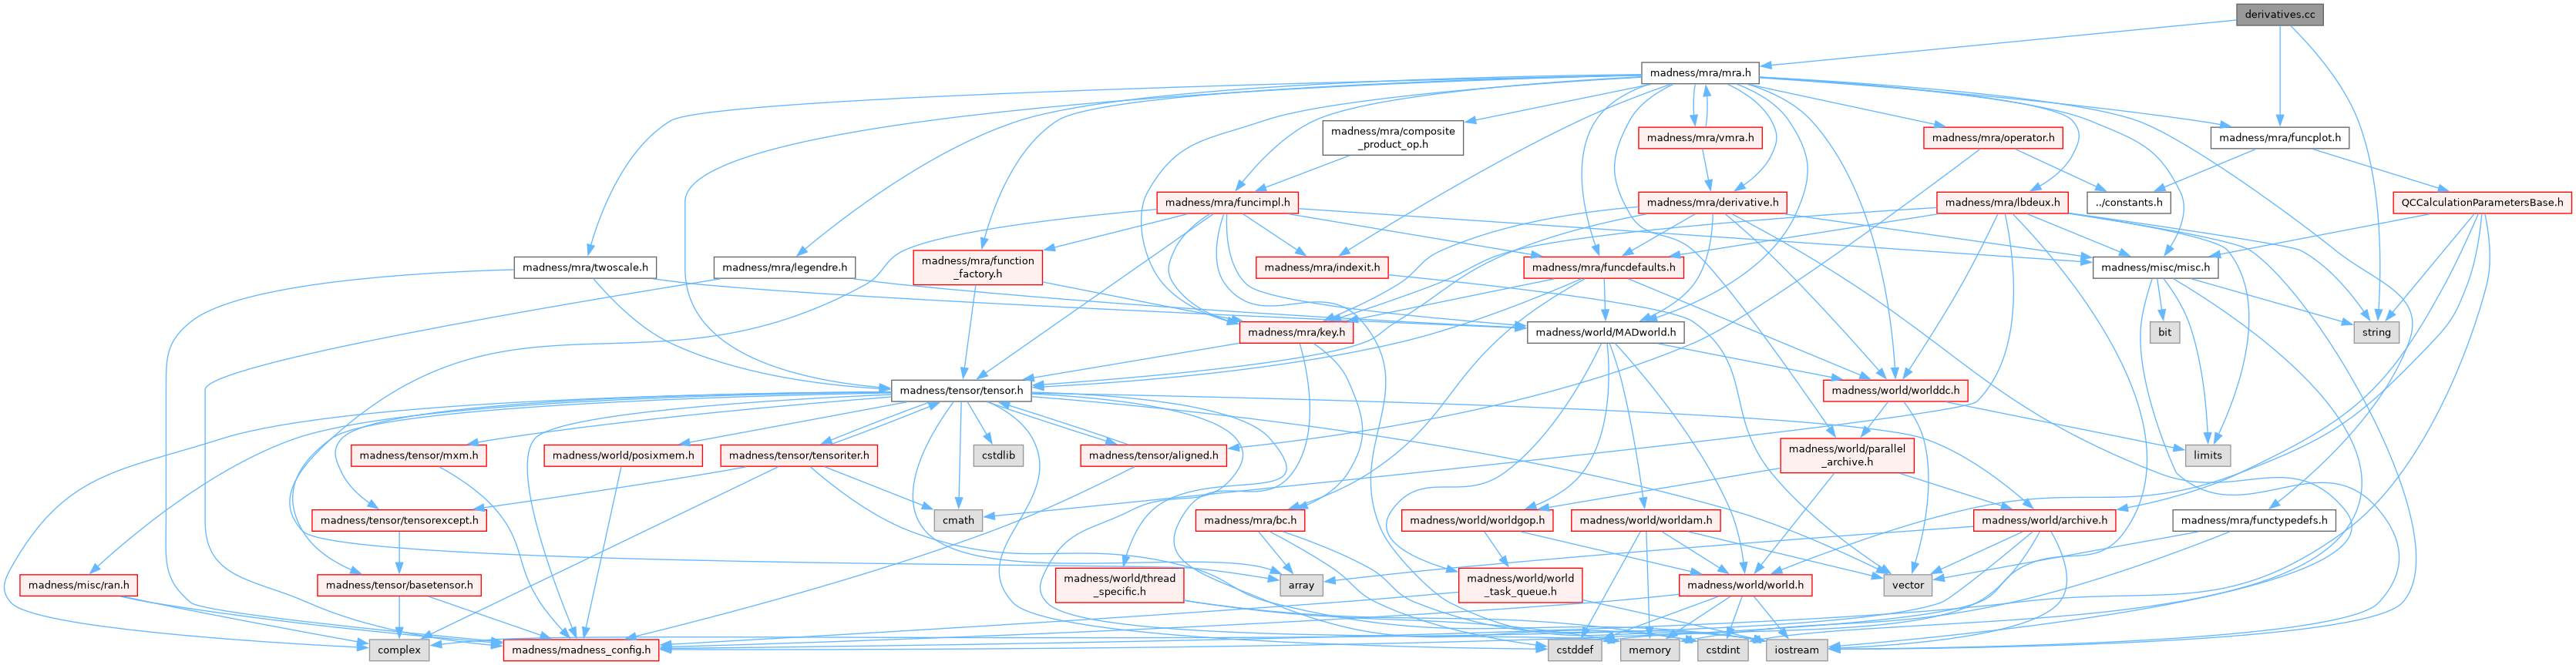 derivatives.cc
madness/mra/mra.h
madness/mra/composite
_product_op.h
madness/mra/vmra.h
madness/mra/operator.h
madness/mra/funcplot.h
madness/mra/funcimpl.h
madness/mra/derivative.h
madness/mra/lbdeux.h
../constants.h
QCCalculationParametersBase.h
madness/mra/twoscale.h
madness/mra/legendre.h
madness/mra/function
_factory.h
madness/mra/indexit.h
madness/mra/funcdefaults.h
madness/misc/misc.h
madness/mra/key.h
madness/world/MADworld.h
bit
string
madness/tensor/tensor.h
madness/world/worlddc.h
madness/tensor/mxm.h
madness/world/posixmem.h
madness/tensor/tensoriter.h
cstdlib
madness/tensor/aligned.h
madness/world/parallel
_archive.h
limits
madness/tensor/tensorexcept.h
cmath
madness/mra/bc.h
madness/world/worldgop.h
madness/world/worldam.h
madness/world/archive.h
madness/mra/functypedefs.h
madness/misc/ran.h
madness/tensor/basetensor.h
madness/world/thread
_specific.h
array
madness/world/world
_task_queue.h
madness/world/world.h
vector
complex
madness/madness_config.h
cstddef
memory
cstdint
iostream